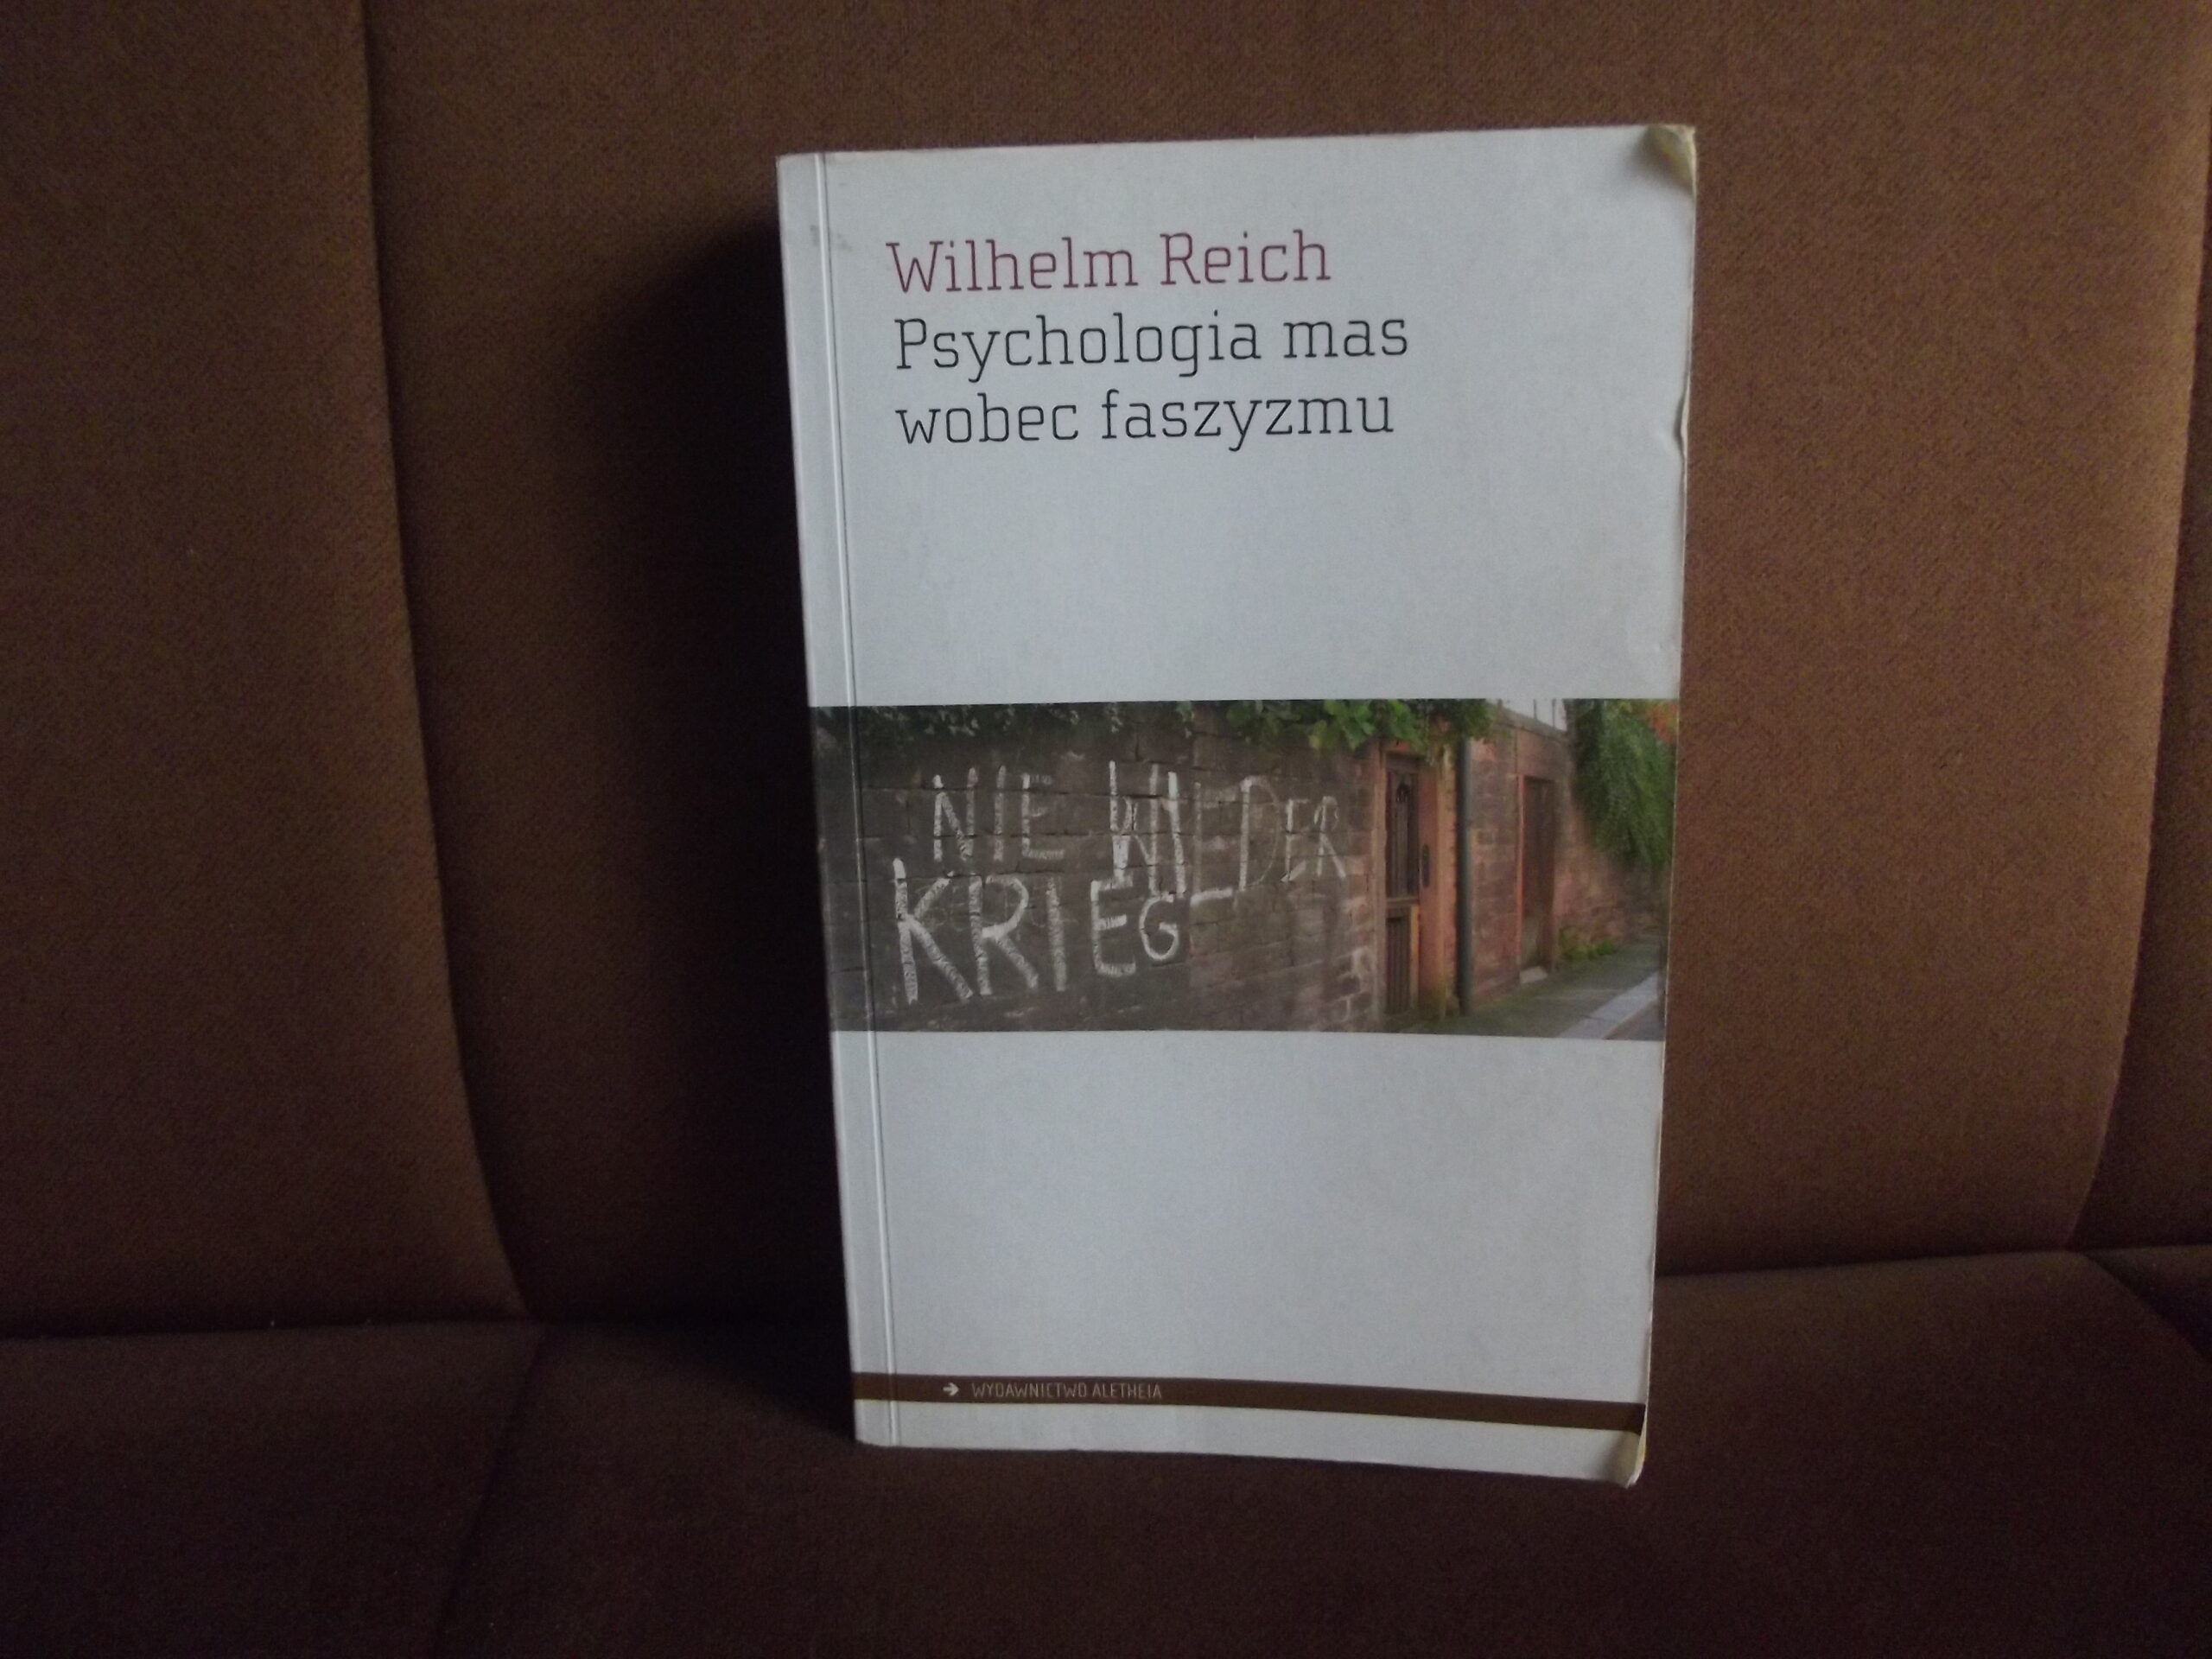 Wilhelm Reich
Psychologia mas
wobec faszyzmu
NIE WIEDER
KRIEG
→ WYDAWNICTWO ALETHEIA